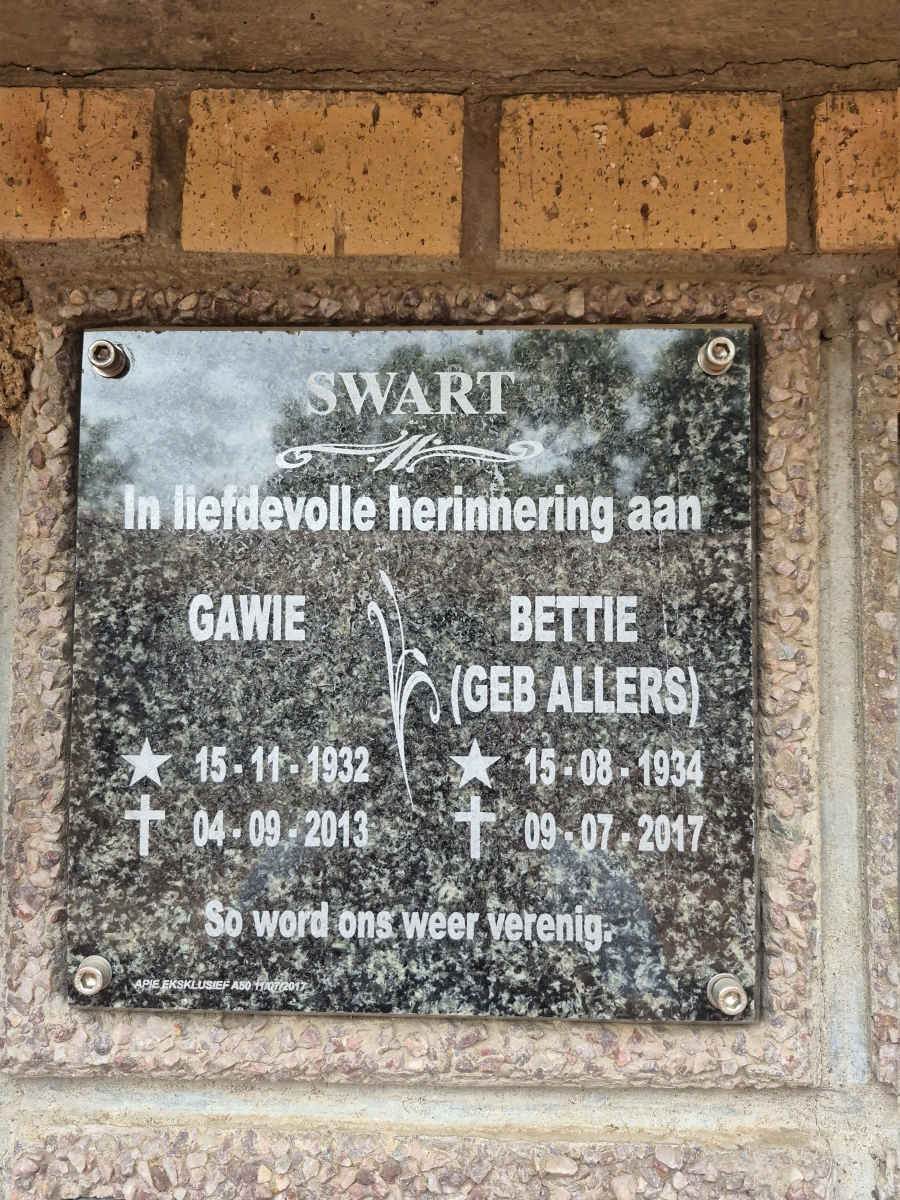 SWART
In liefdevolle herinnering aan
GAWIE
BETTIE
(GEB ALLERS)
15-11-1932
04-09-2013
15-08-1934
09-07-2017
So word ons weer verenig.
APIE EKSKLUSIEF A50 11/07/2017